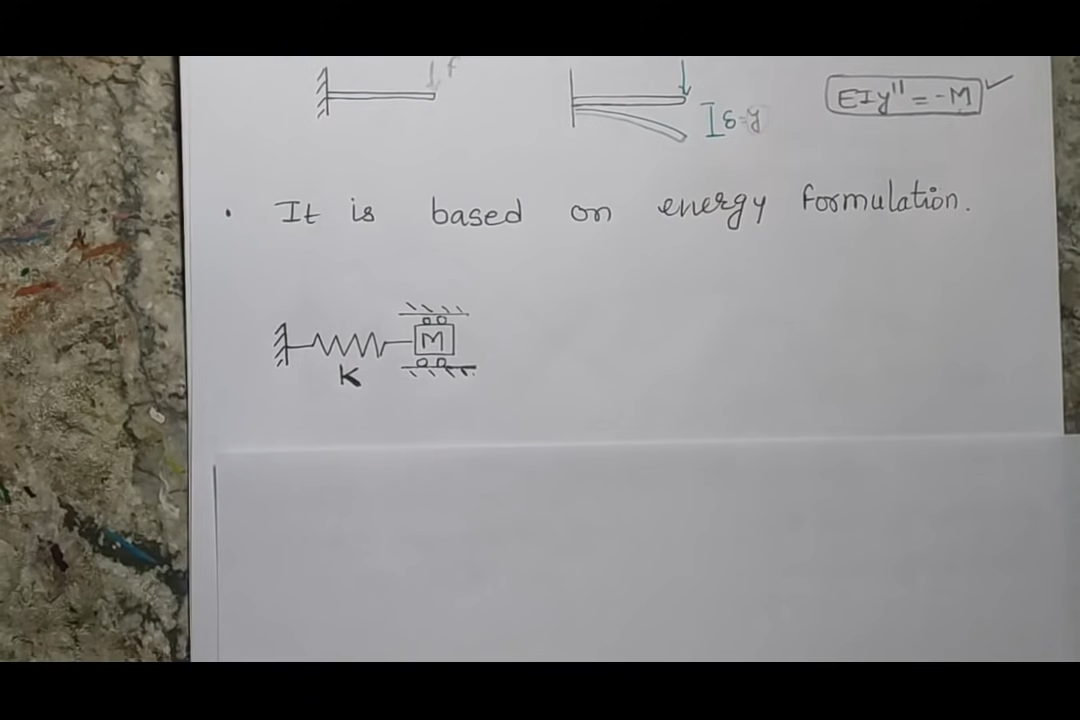 F
EIy" = -M ✓
δ=y
• It is based on energy formulation.
M
K